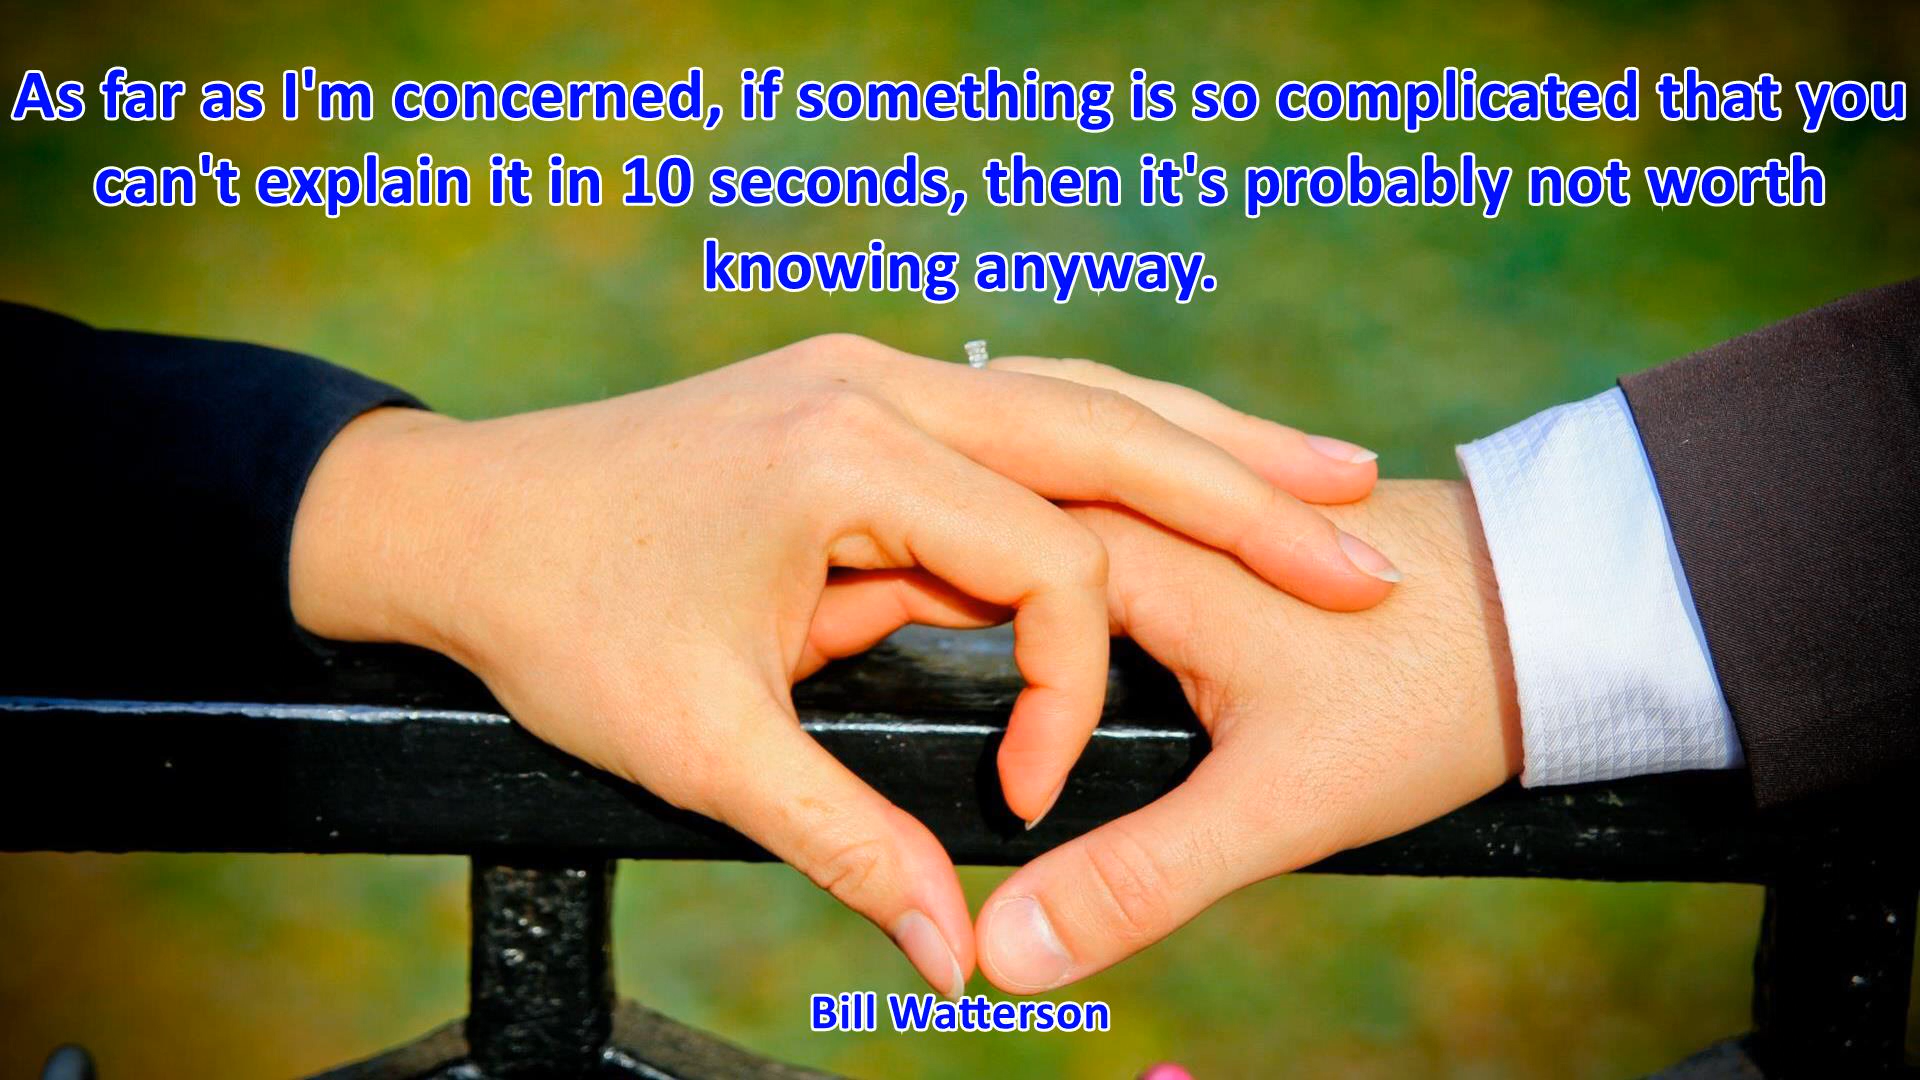 As far as I'm concerned, if something is so complicated that you
can't explain it in 10 seconds, then it's probably not worth
knowing anyway.
Bill Watterson